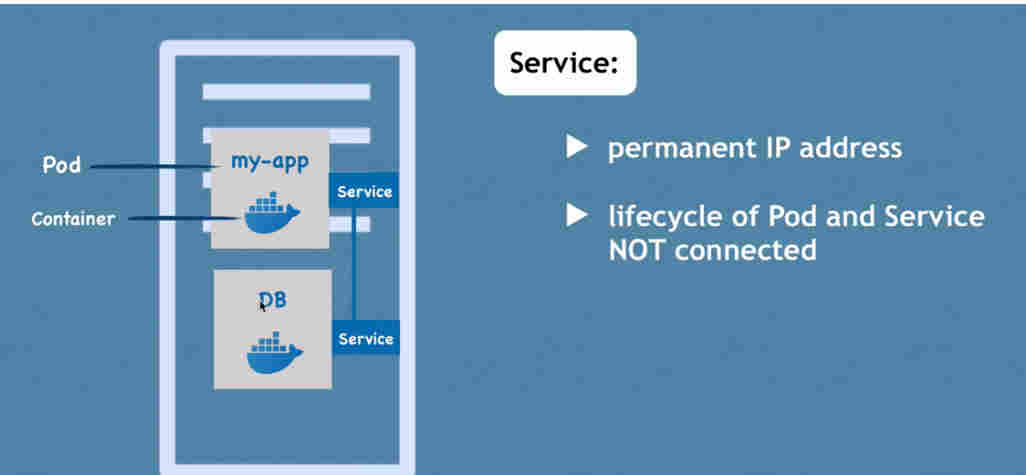 Service:
permanent IP address
lifecycle of Pod and Service
NOT connected
Pod
Container
my-app
Service
DB
Service